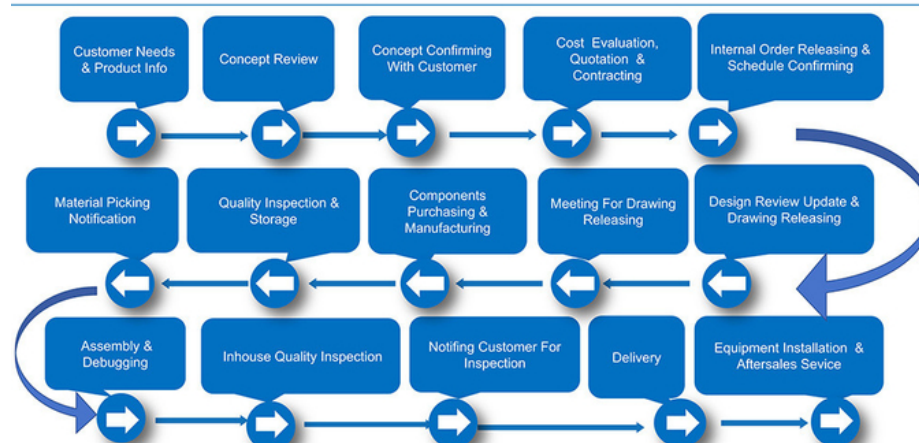 Customer Needs
& Product Info
Concept Review
Concept Confirming
With Customer
Cost Evaluation,
Quotation &
Contracting
Internal Order Releasing &
Schedule Confirming
Material Picking
Notification
Quality Inspection &
Storage
Components
Purchasing &
Manufacturing
Meeting For Drawing
Releasing
Design Review Update &
Drawing Releasing
Assembly &
Debugging
Inhouse Quality Inspection
Notifing Customer For
Inspection
Delivery
Equipment Installation &
Aftersales Sevice